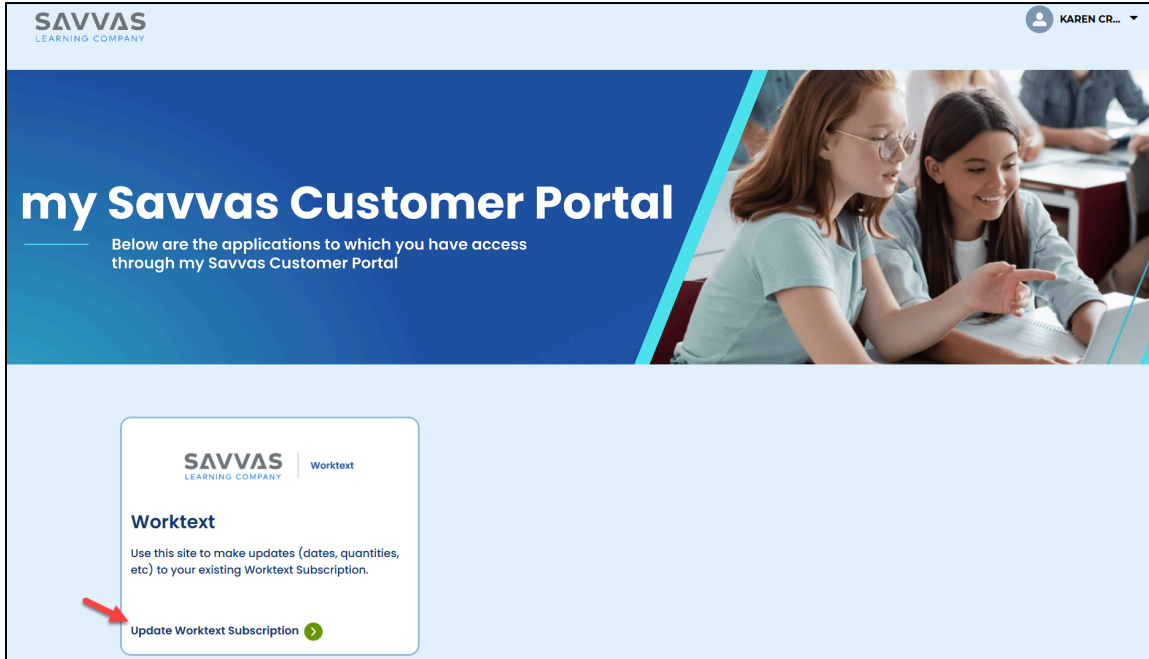 SAVVAS
LEARNING COMPANY
KAREN CR...
my Savvas Customer Portal
Below are the applications to which you have access
through my Savvas Customer Portal
SAVVAS
LEARNING COMPANY
Worktext
Worktext
Use this site to make updates (dates, quantities,
etc) to your existing Worktext Subscription.
Update Worktext Subscription